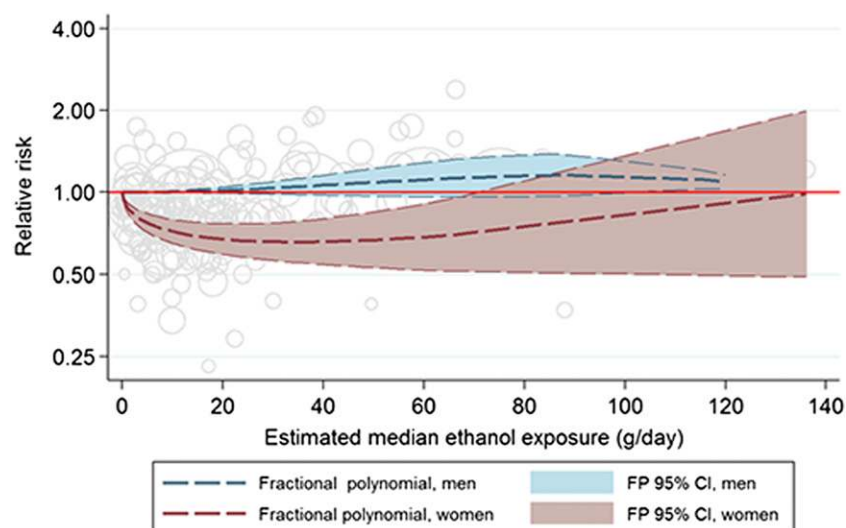 4.00
2.00
1.00
0.50
0.25
Relative risk
0 20 40 60 80 100 120 140
Estimated median ethanol exposure (g/day)
Fractional polynomial, men FP 95% CI, men
Fractional polynomial, women FP 95% CI, women